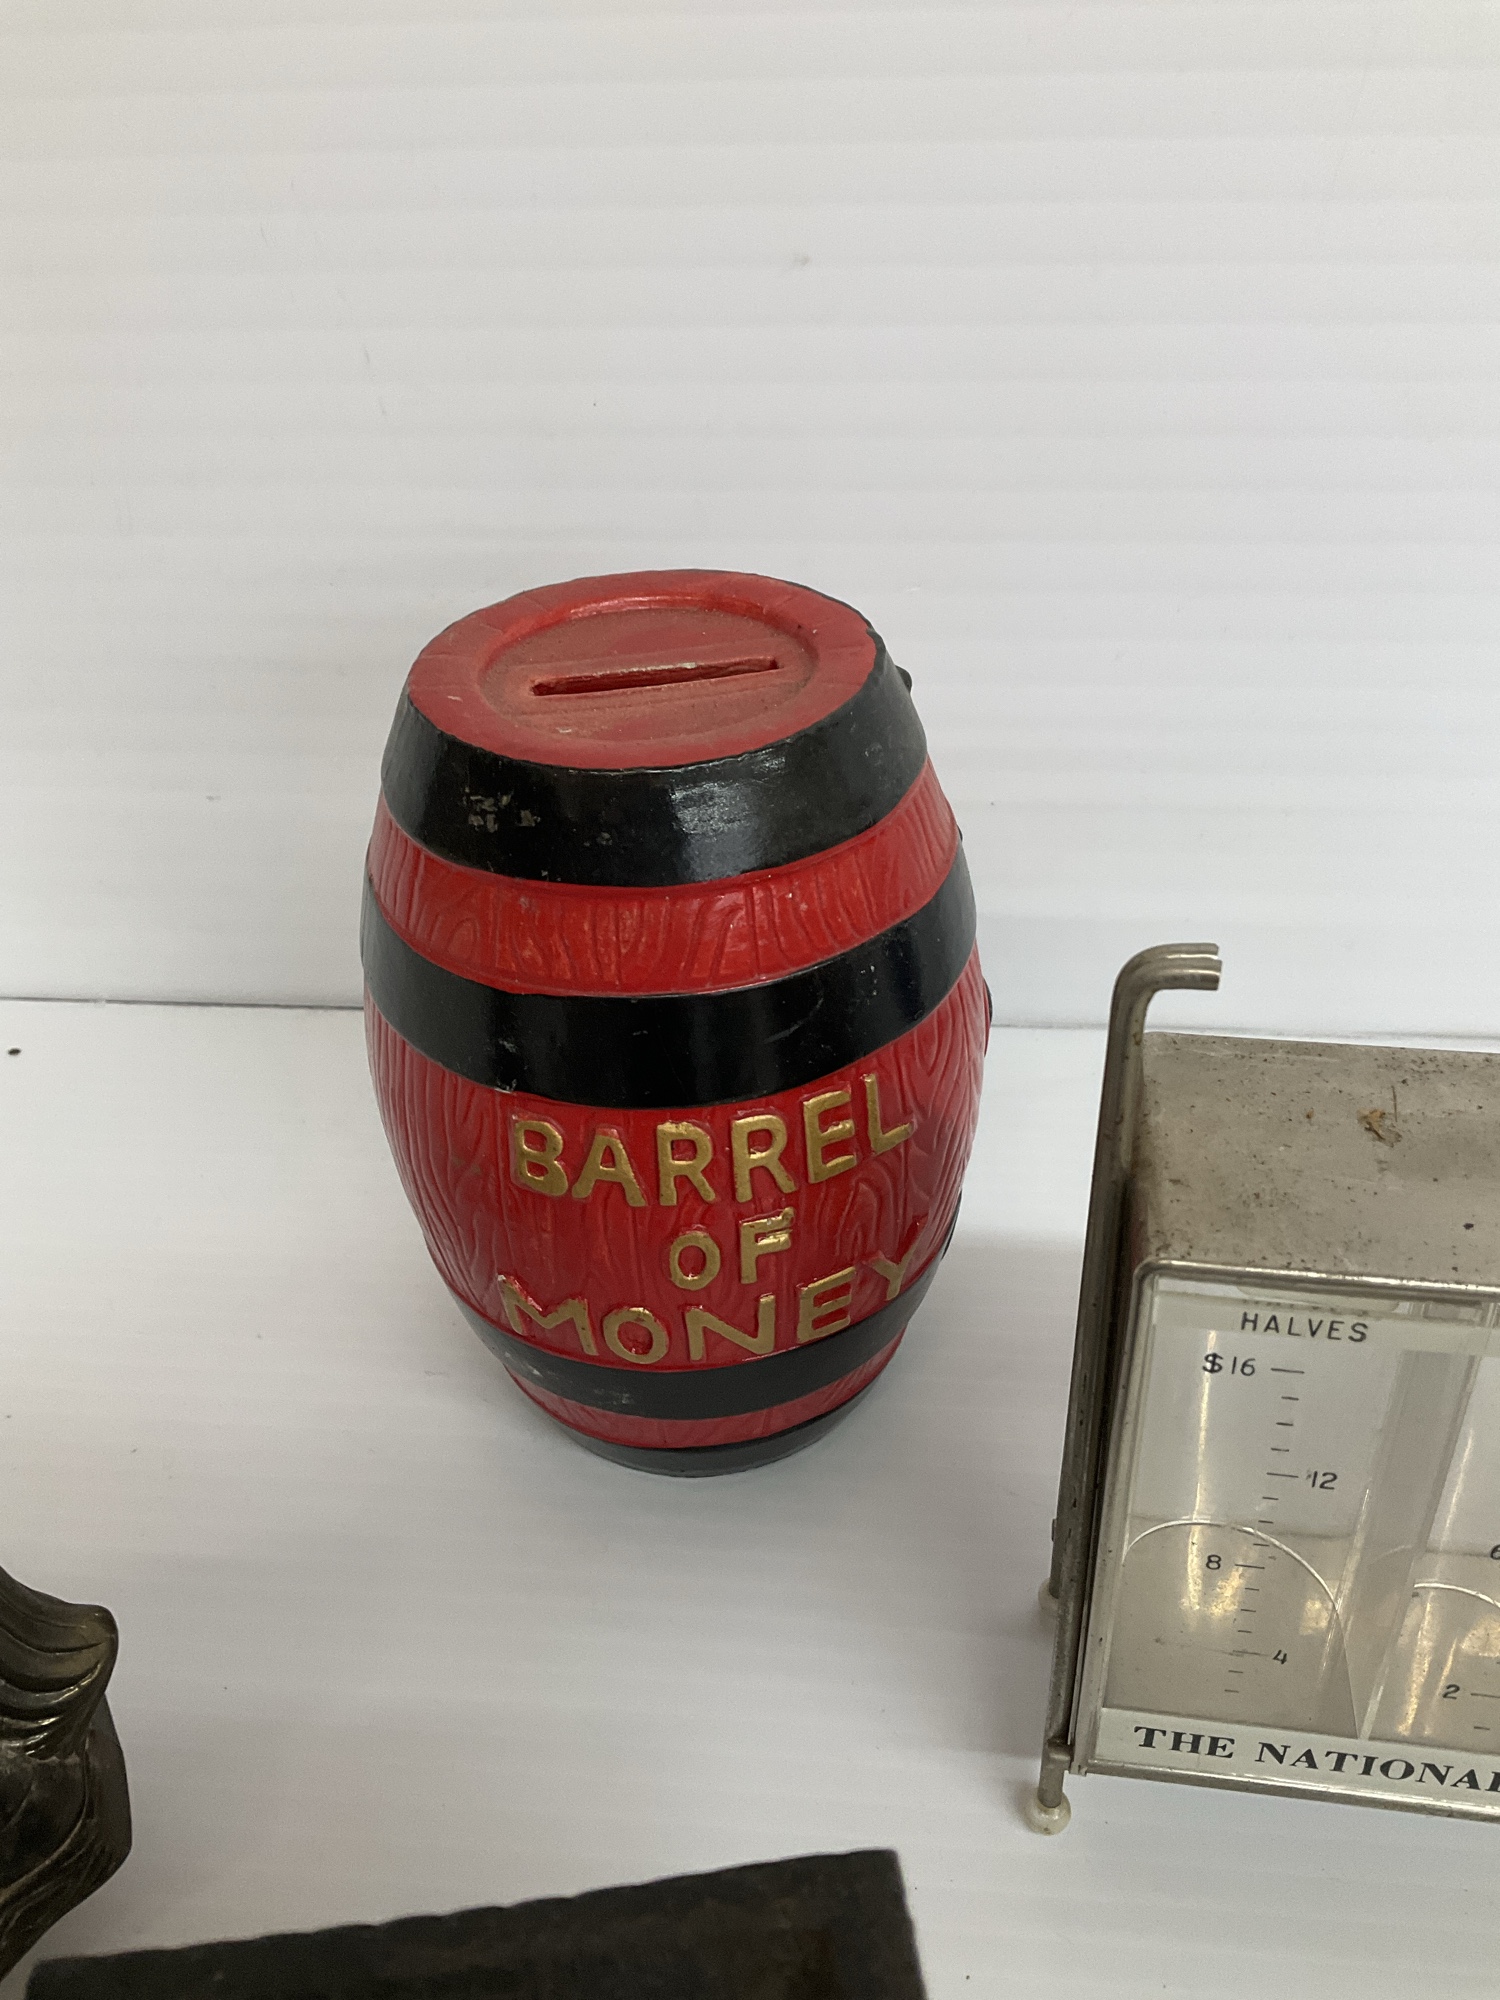 BARREL
OF
MONEY
HALVES
$16
12
8
4
2
THE NATIONAL